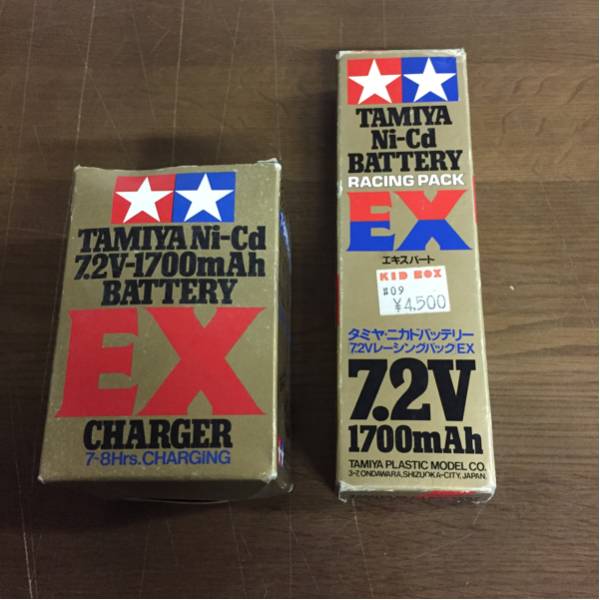 TAMIYA Ni-Cd
7.2V-1700mAh
BATTERY
EX
CHARGER
7-8Hrs. CHARGING
TAMIYA
Ni-Cd
BATTERY
RACING PACK
EX
エキスパート
KID BOX
#09
¥4,500
タミヤ・ニカドバッテリー
7.2VレーシングパックEX
7.2V
1700mAh
TAMIYA PLASTIC MODEL CO.
3-7, ONDAWARA, SHIZUOKA-CITY, JAPAN.